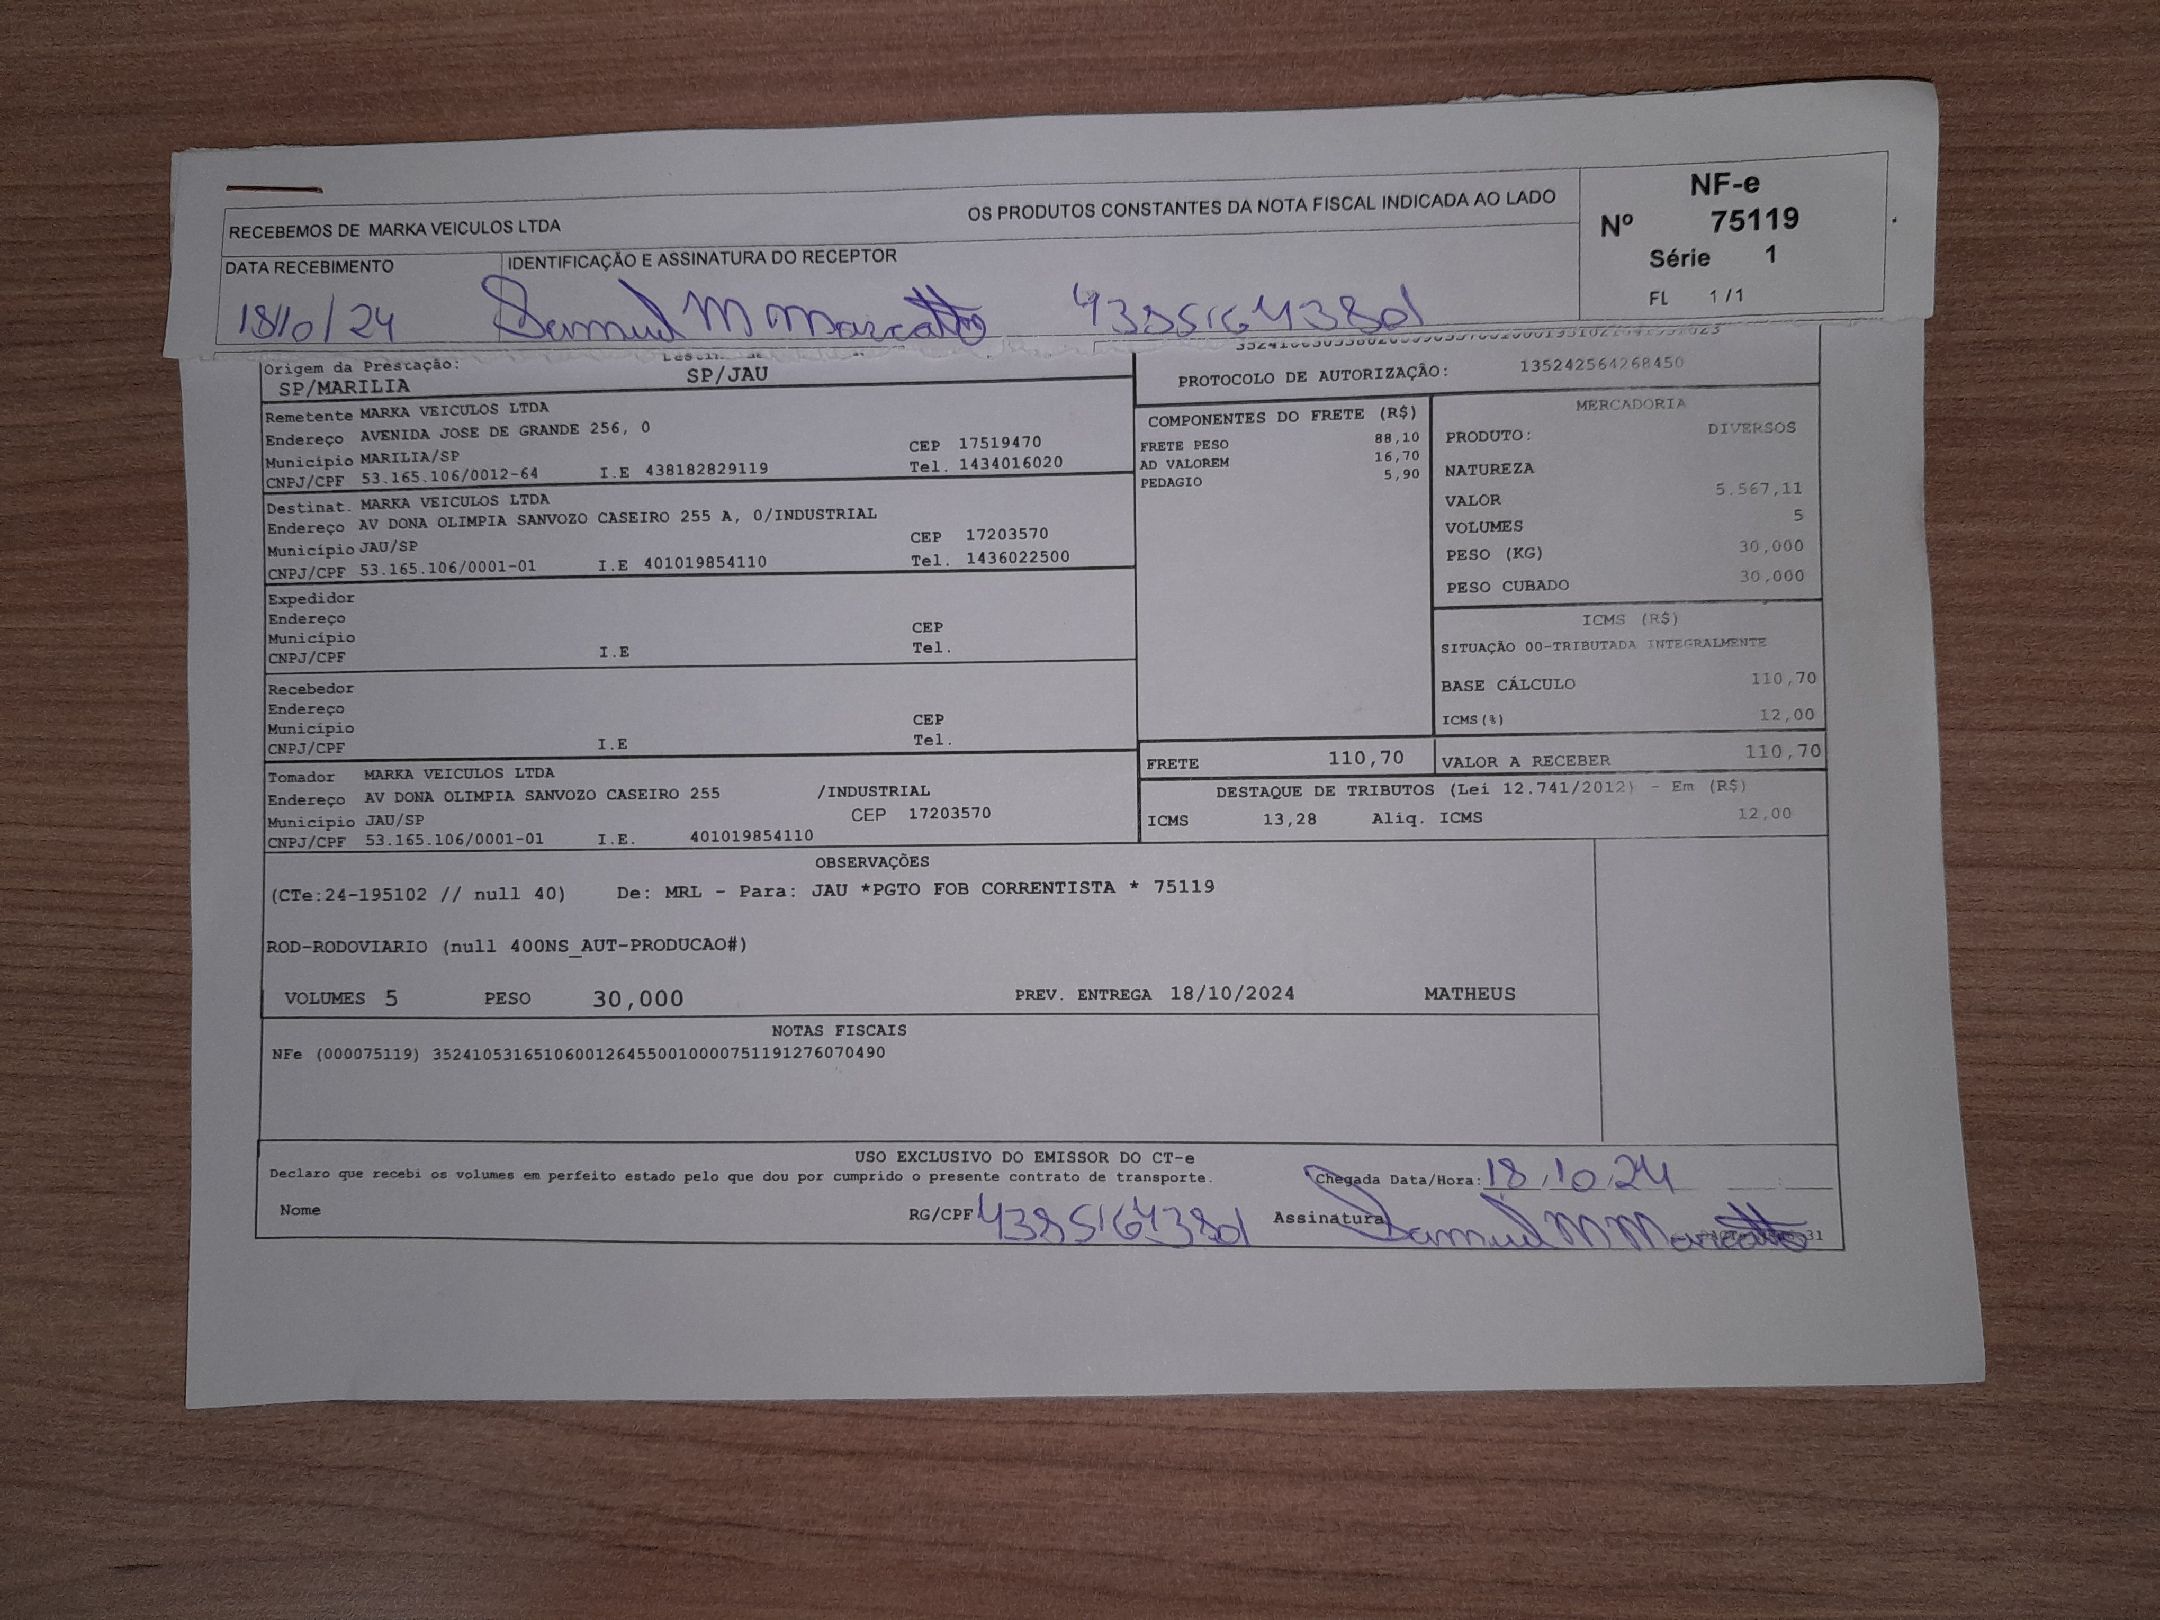 RECEBEMOS DE MARKA VEICULOS LTDA OS PRODUTOS CONSTANTES DA NOTA FISCAL INDICADA AO LADO
NF-e
Nº 75119
Série 1
FL 1/1
DATA RECEBIMENTO IDENTIFICAÇÃO E ASSINATURA DO RECEPTOR
18/10/24 Samuel M Marcatto
Origem da Prestação:
SP/MARILIA SP/JAU
PROTOCOLO DE AUTORIZAÇÃO: 135242564268450
Remetente MARKA VEICULOS LTDA
Endereço AVENIDA JOSE DE GRANDE 256, 0 CEP 17519470
Município MARILIA/SP Tel. 1434016020
CNPJ/CPF 53.165.106/0012-64 I.E 438182829119
Destinat. MARKA VEICULOS LTDA
Endereço AV DONA OLIMPIA SANVOZO CASEIRO 255 A, 0/INDUSTRIAL
Município JAU/SP CEP 17203570
CNPJ/CPF 53.165.106/0001-01 I.E 401019854110 Tel. 1436022500
Expedidor
Endereço
Município CEP
CNPJ/CPF I.E Tel.
Recebedor
Endereço
Município CEP
CNPJ/CPF I.E Tel.
Tomador MARKA VEICULOS LTDA
Endereço AV DONA OLIMPIA SANVOZO CASEIRO 255 /INDUSTRIAL
Município JAU/SP CEP 17203570
CNPJ/CPF 53.165.106/0001-01 I.E. 401019854110
COMPONENTES DO FRETE (R$)
FRETE PESO 88,10
AD VALOREM 16,70
PEDAGIO 5,90
MERCADORIA
PRODUTO: DIVERSOS
NATUREZA
VALOR 5.567,11
VOLUMES 5
PESO (KG) 30,000
PESO CUBADO 30,000
ICMS (R$)
SITUAÇÃO 00-TRIBUTADA INTEGRALMENTE
BASE CÁLCULO 110,70
ICMS(%) 12,00
FRETE 110,70 VALOR A RECEBER 110,70
DESTAQUE DE TRIBUTOS (Lei 12.741/2012) - Em (R$)
ICMS 13,28 Aliq. ICMS 12,00
OBSERVAÇÕES
(CTe:24-195102 // null 40) De: MRL - Para: JAU *PGTO FOB CORRENTISTA * 75119
ROD-RODOVIARIO (null 400NS_AUT-PRODUCAO#)
VOLUMES 5 PESO 30,000 PREV. ENTREGA 18/10/2024 MATHEUS
NOTAS FISCAIS
NFe (000075119) 35241053165106001264550010000751191276070490
USO EXCLUSIVO DO EMISSOR DO CT-e
Declaro que recebi os volumes em perfeito estado pelo que dou por cumprido o presente contrato de transporte. Chegada Data/Hora: 18/10/24
Nome RG/CPF Assinatura Samuel M Marcatto